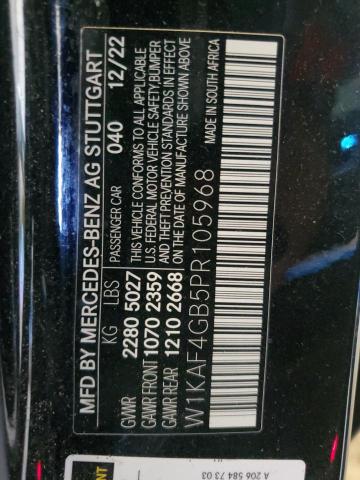 MFD BY MERCEDES-BENZ AG STUTTGART
PASSENGER CAR 040 12/22
KG LBS
GVWR 2280 5027
GAWR FRONT 1070 2359
GAWR REAR 1210 2668
THIS VEHICLE CONFORMS TO ALL APPLICABLE
U.S. FEDERAL MOTOR VEHICLE SAFETY,BUMPER
AND THEFT PREVENTION STANDARDS IN EFFECT
ON THE DATE OF MANUFACTURE SHOWN ABOVE
W1KAF4GB5PR105968
MADE IN SOUTH AFRICA
A 206 584 73 03